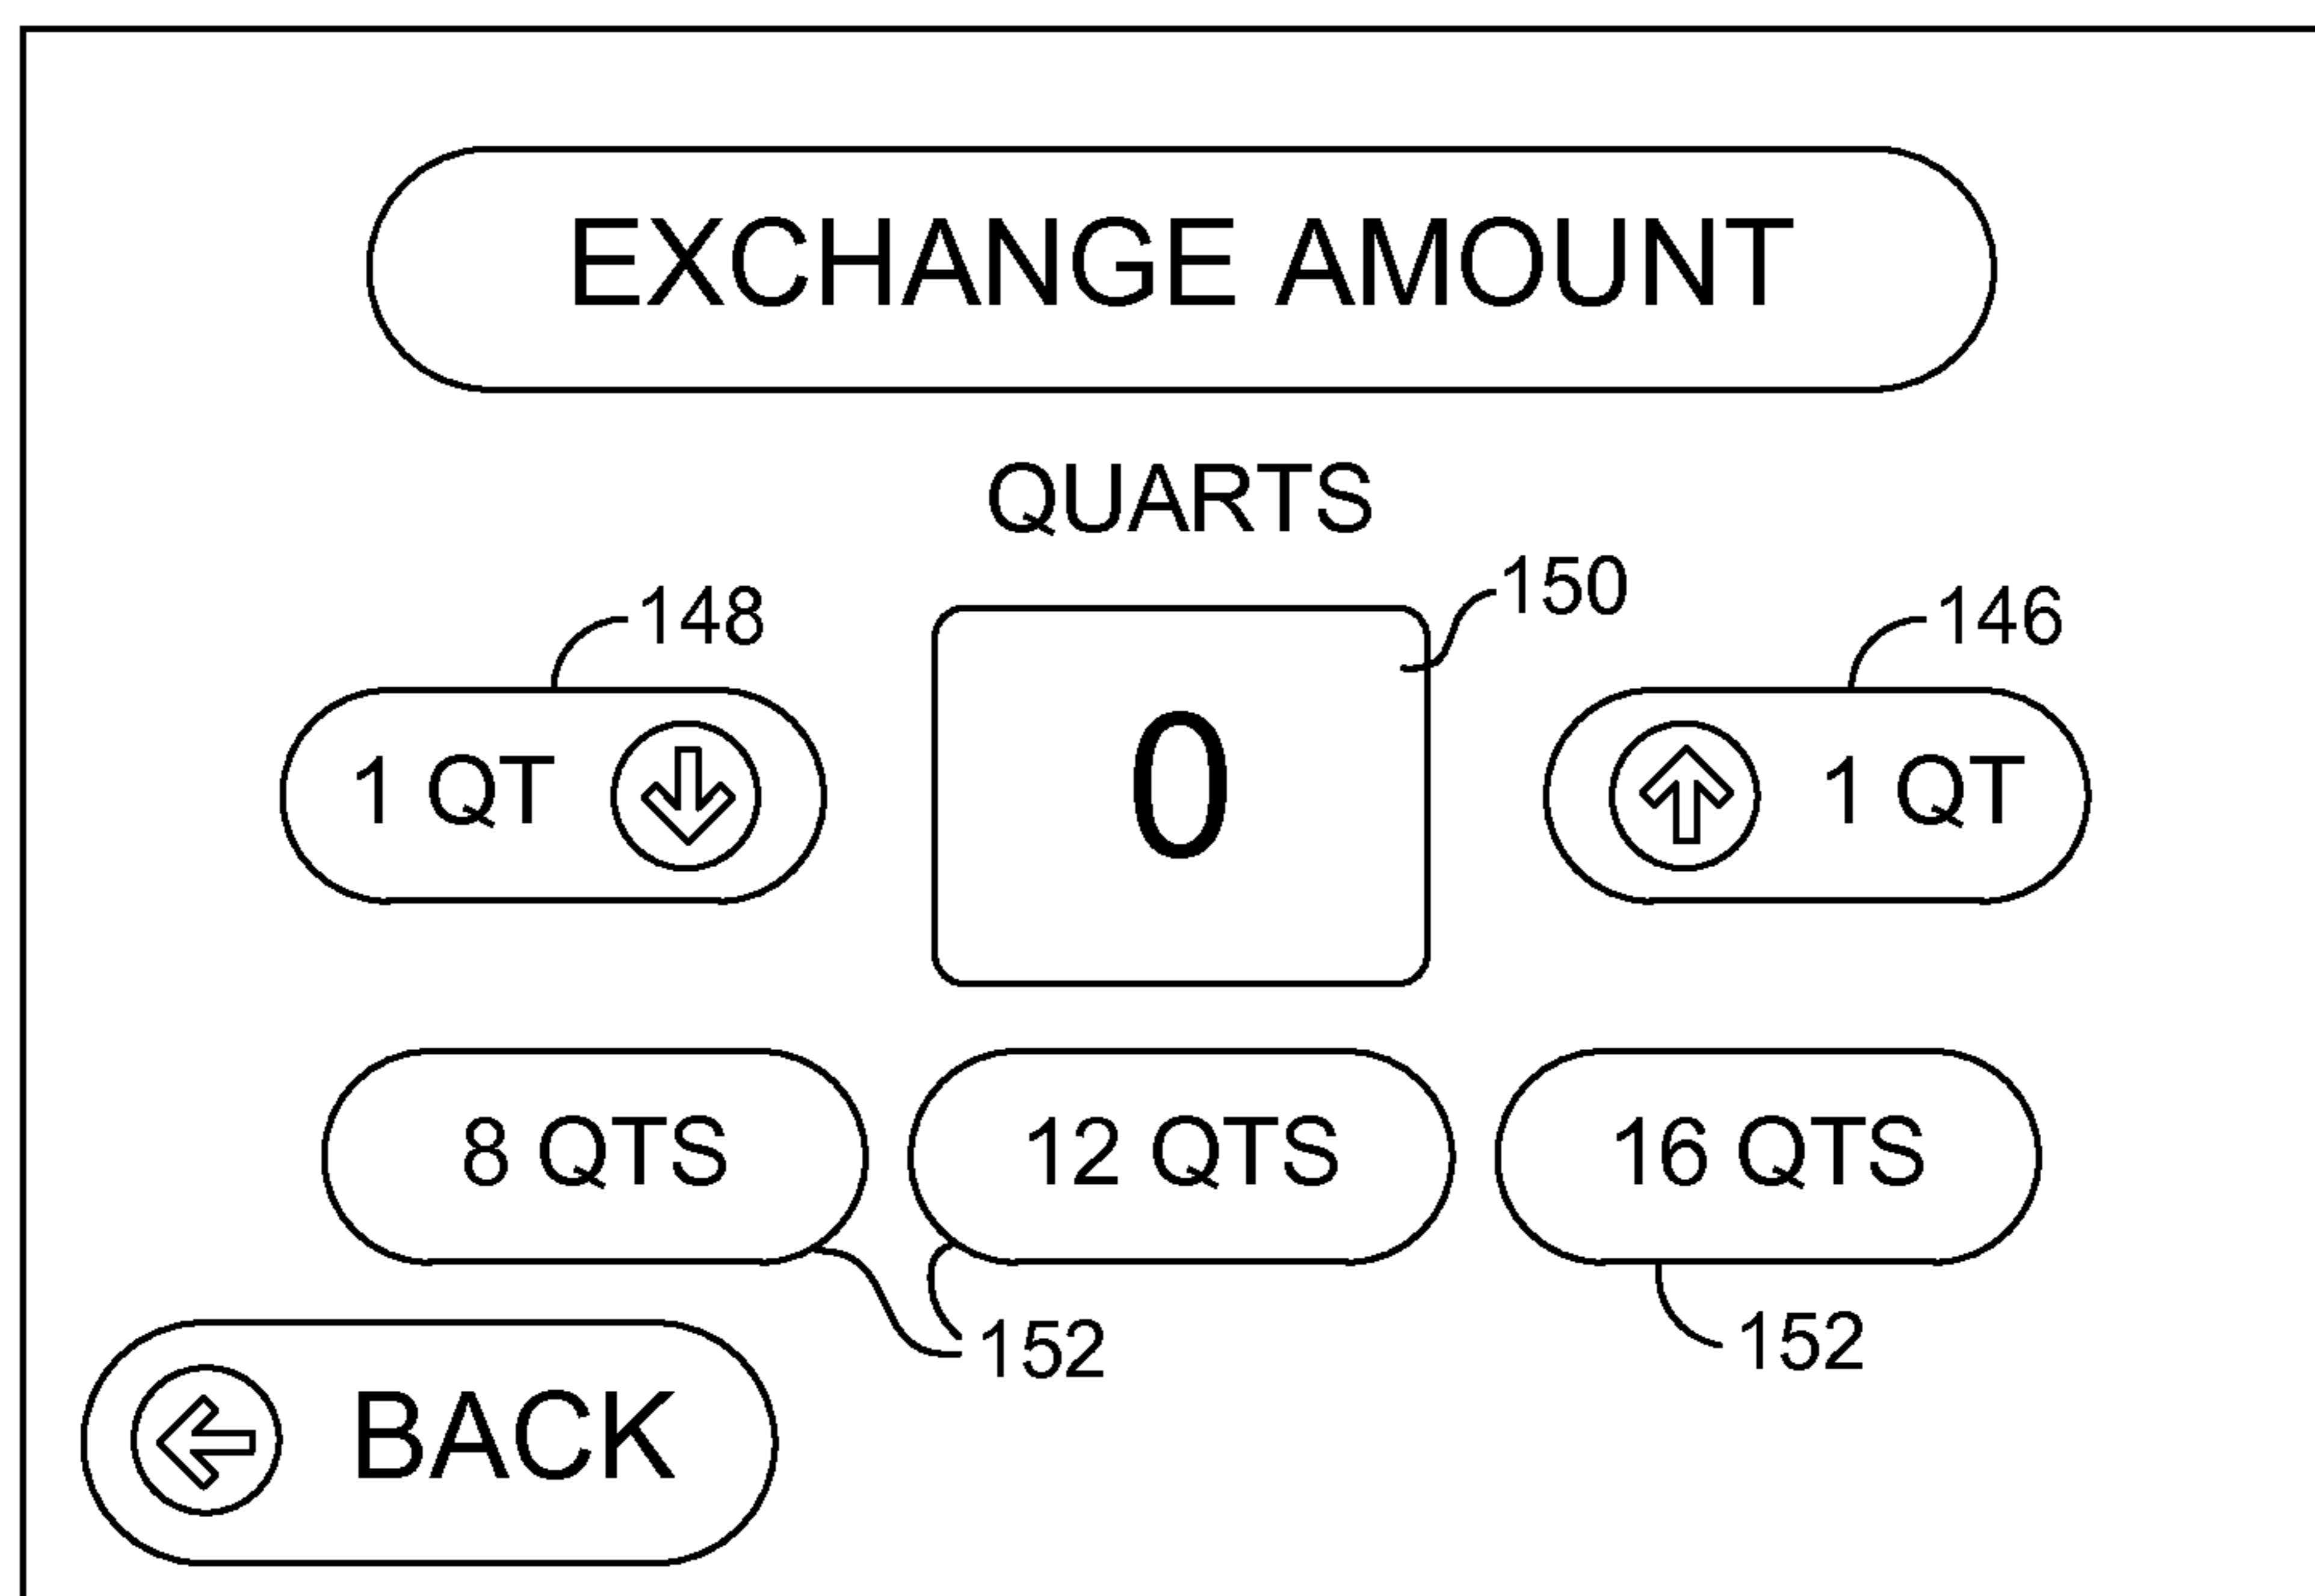 EXCHANGE AMOUNT
QUARTS
150
148
146
1 QT
0
1 QT
8 QTS
12 QTS
16 QTS
152
152
BACK